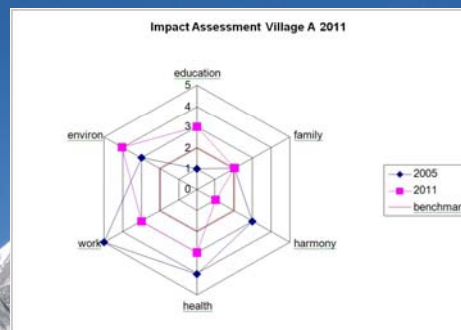 Impact Assessment Village A 2011
education
5
4
3
2
1
0
environ
family
work
harmony
health
2005
2011
benchmar